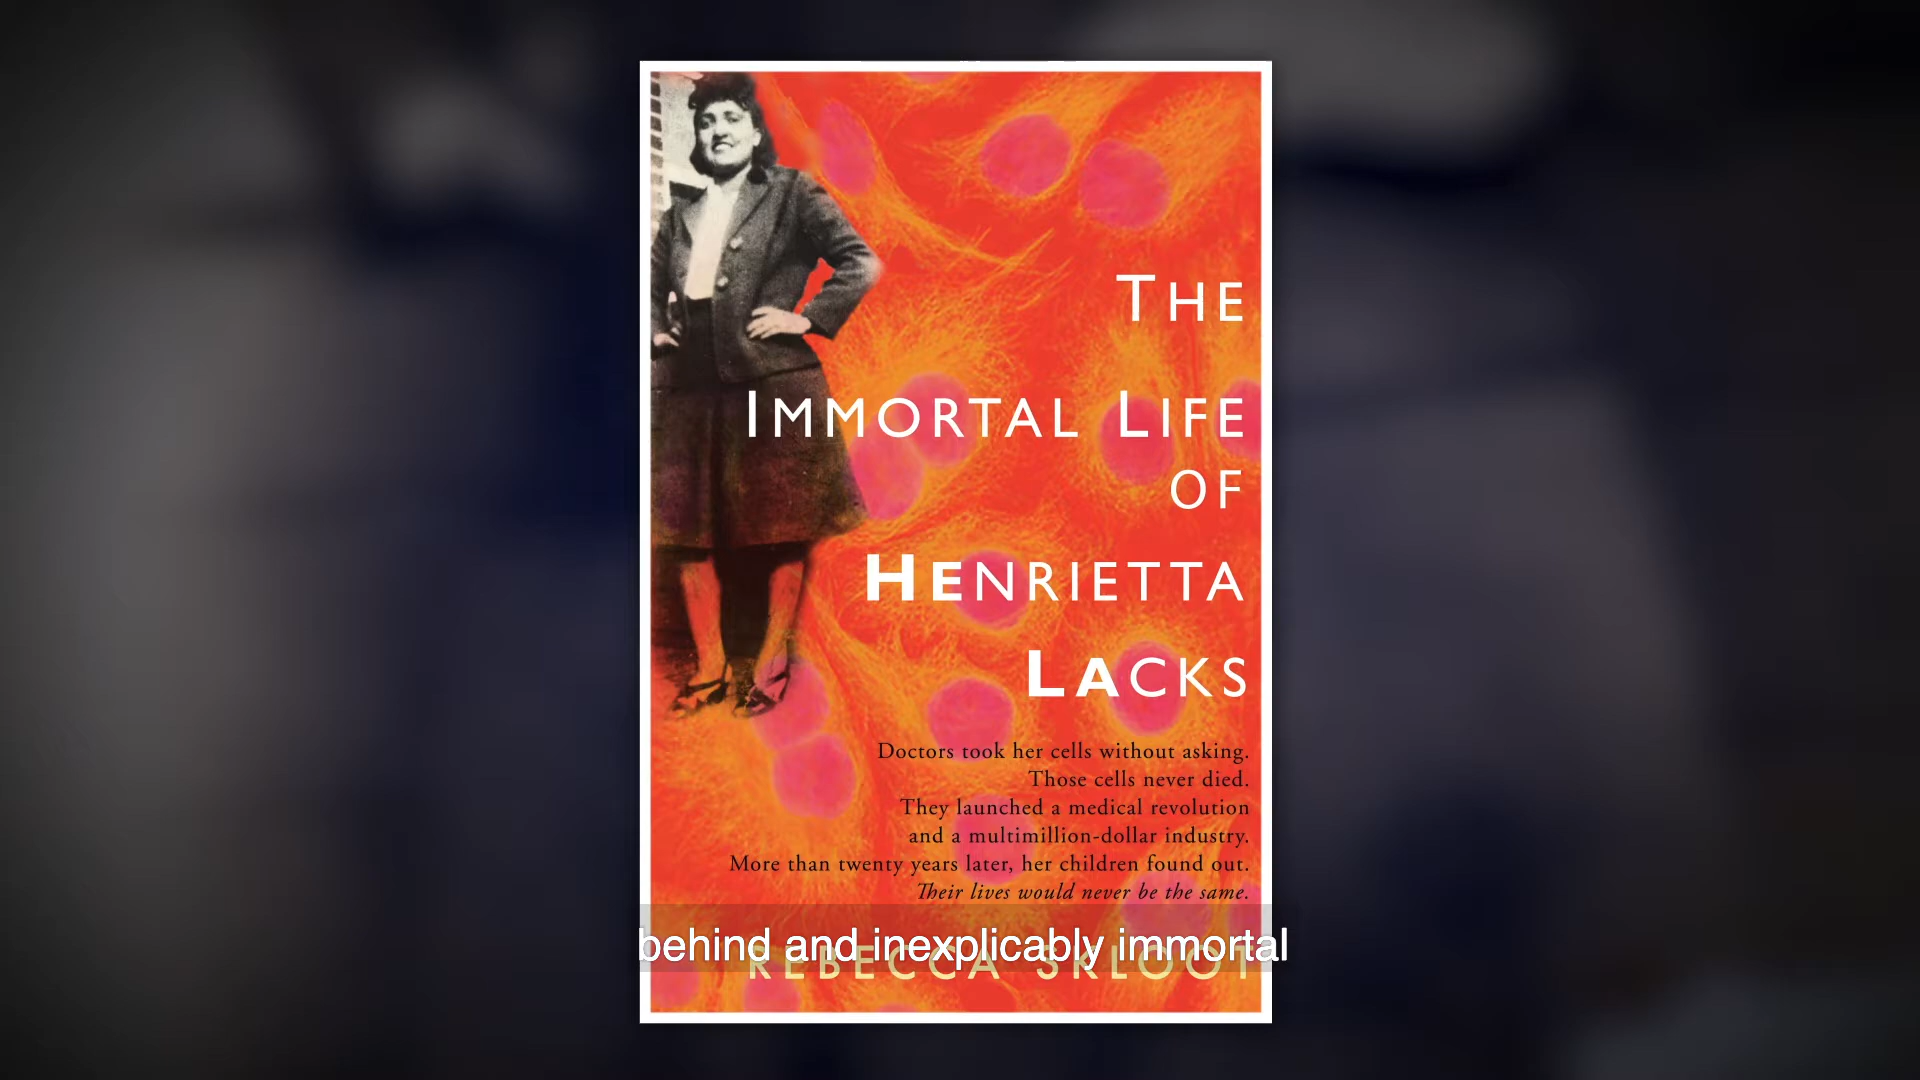 THE
IMMORTAL LIFE
OF
HENRIETTA
LACKS
Doctors took her cells without asking.
Those cells never died.
They launched a medical revolution
and a multimillion-dollar industry.
More than twenty years later, her children found out.
Their lives would never be the same.
behind and inexplicably immortal
REBECCA SKLOOT